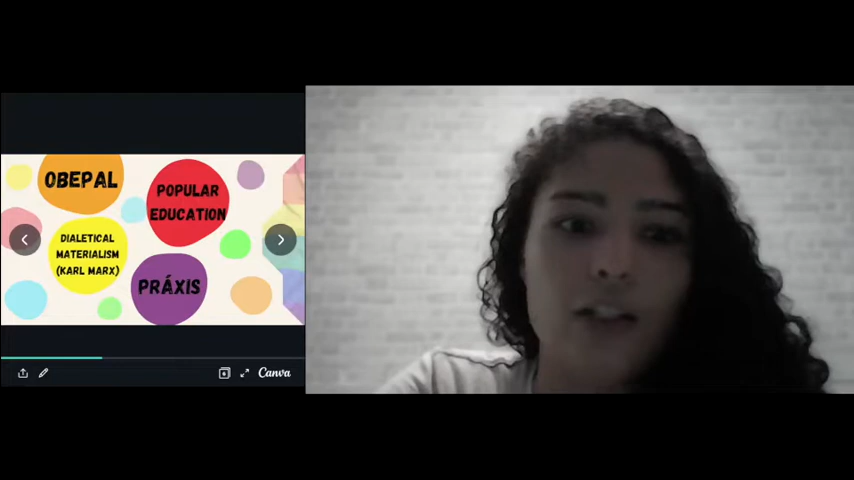 OBEPAL
POPULAR
EDUCATION
DIALETICAL
MATERIALISM
(KARL MARX)
PRÁXIS
Canva